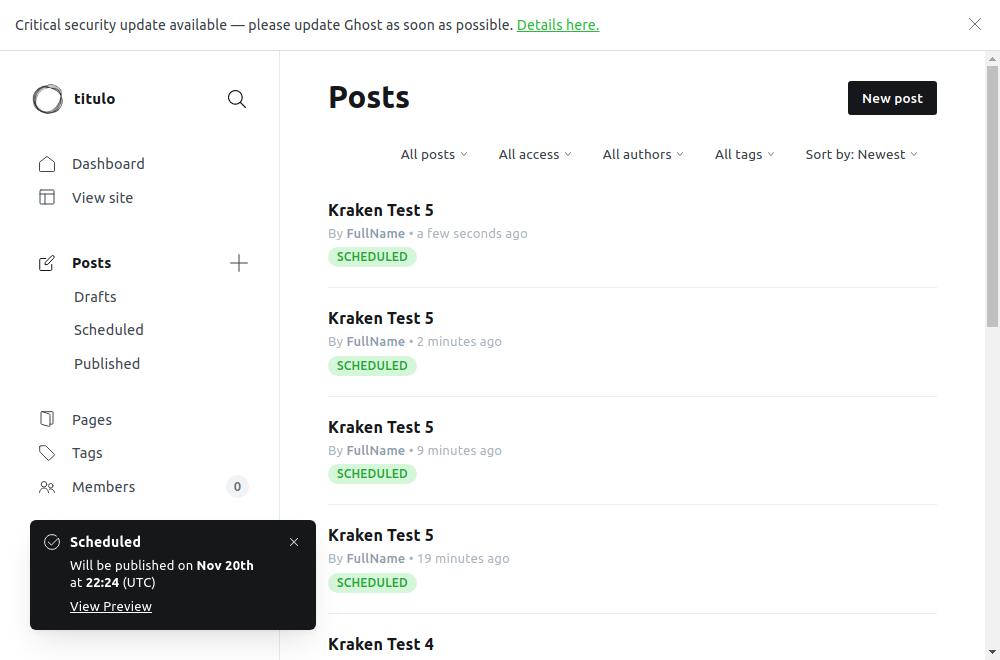 Critical security update available — please update Ghost as soon as possible. Details here.
titulo
Dashboard
View site
Posts
Drafts
Scheduled
Published
Pages
Tags
Members 0
Scheduled
Will be published on Nov 20th
at 22:24 (UTC)
View Preview
Posts
New post
All posts All access All authors All tags Sort by: Newest
Kraken Test 5
By FullName • a few seconds ago
SCHEDULED
Kraken Test 5
By FullName • 2 minutes ago
SCHEDULED
Kraken Test 5
By FullName • 9 minutes ago
SCHEDULED
Kraken Test 5
By FullName • 19 minutes ago
SCHEDULED
Kraken Test 4